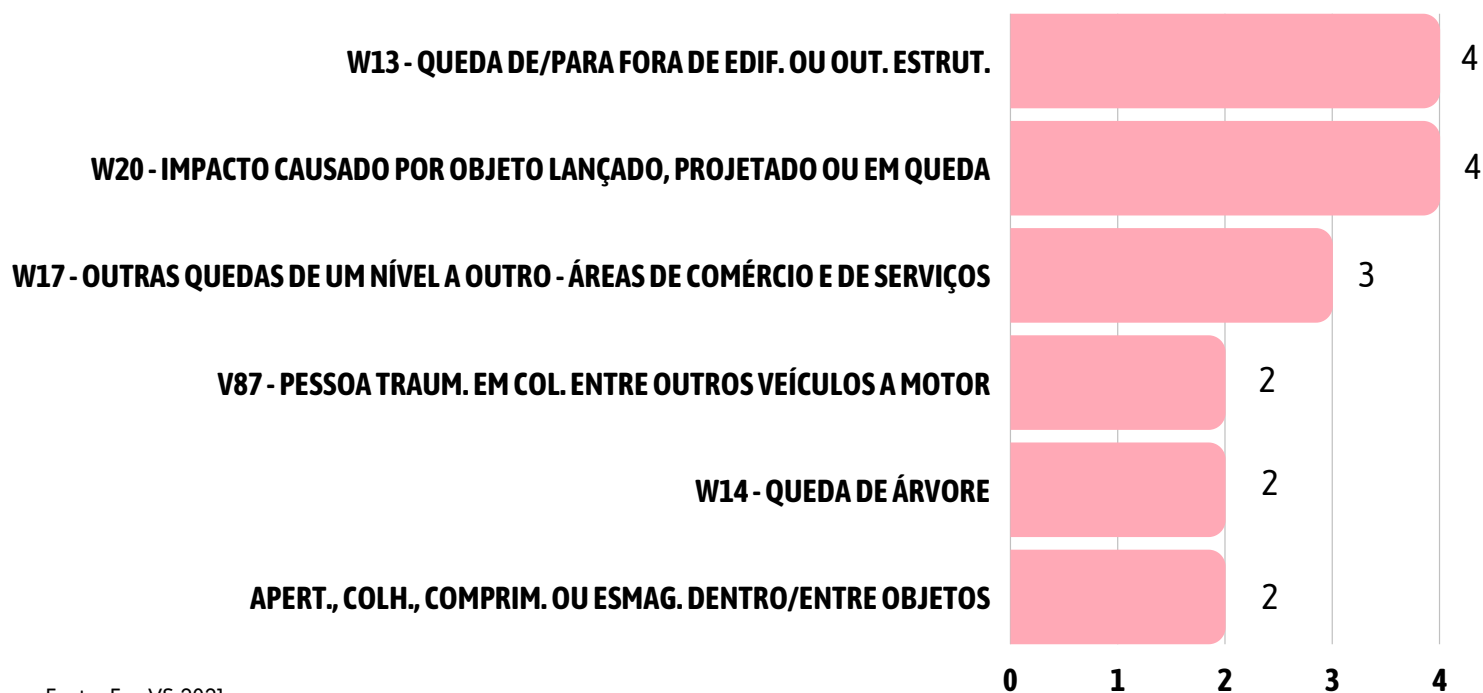 W13 - QUEDA DE/PARA FORA DE EDIF. OU OUT. ESTRUT.
4
W20 - IMPACTO CAUSADO POR OBJETO LANÇADO, PROJETADO OU EM QUEDA
4
W17 - OUTRAS QUEDAS DE UM NÍVEL A OUTRO - ÁREAS DE COMÉRCIO E DE SERVIÇOS
3
V87 - PESSOA TRAUM. EM COL. ENTRE OUTROS VEÍCULOS A MOTOR
2
W14 - QUEDA DE ÁRVORE
2
APERT., COLH., COMPRIM. OU ESMAG. DENTRO/ENTRE OBJETOS
2
0 1 2 3 4